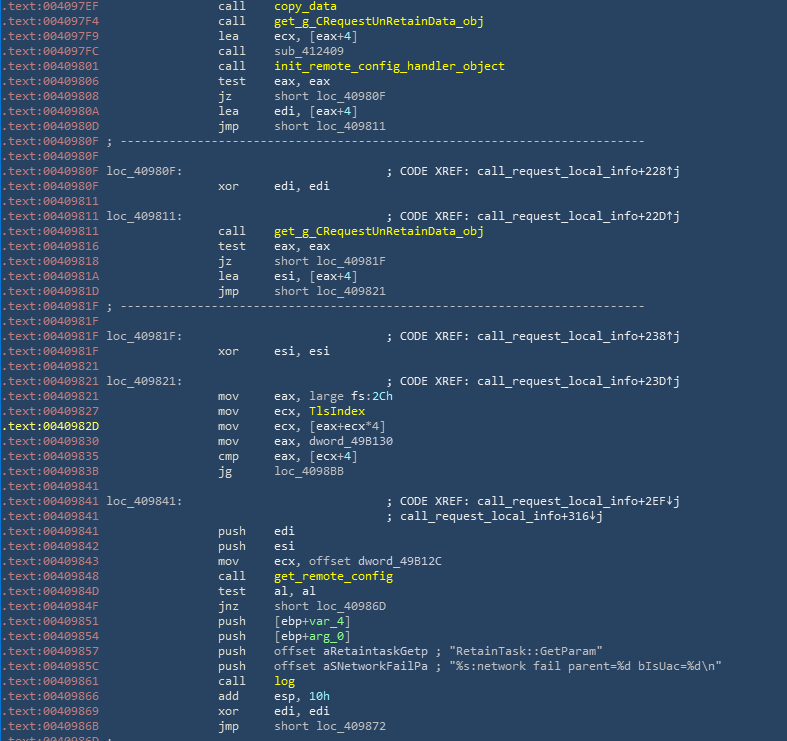 .text:004097EF call copy_data
.text:004097F4 call get_g_CRequestUnRetainData_obj
.text:004097F9 lea ecx, [eax+4]
.text:004097FC call sub_412409
.text:00409801 call init_remote_config_handler_object
.text:00409806 test eax, eax
.text:00409808 jz short loc_40980F
.text:0040980A lea edi, [eax+4]
.text:0040980D jmp short loc_409811
.text:0040980F ; ---------------------------------------------------------------------------
.text:0040980F
.text:0040980F loc_40980F: ; CODE XREF: call_request_local_info+228↑j
.text:0040980F xor edi, edi
.text:00409811
.text:00409811 loc_409811: ; CODE XREF: call_request_local_info+22D↑j
.text:00409811 call get_g_CRequestUnRetainData_obj
.text:00409816 test eax, eax
.text:00409818 jz short loc_40981F
.text:0040981A lea esi, [eax+4]
.text:0040981D jmp short loc_409821
.text:0040981F ; ---------------------------------------------------------------------------
.text:0040981F
.text:0040981F loc_40981F: ; CODE XREF: call_request_local_info+238↑j
.text:0040981F xor esi, esi
.text:00409821
.text:00409821 loc_409821: ; CODE XREF: call_request_local_info+23D↑j
.text:00409821 mov eax, large fs:2Ch
.text:00409827 mov ecx, TlsIndex
.text:0040982D mov ecx, [eax+ecx*4]
.text:00409830 mov eax, dword_49B130
.text:00409835 cmp eax, [ecx+4]
.text:0040983B jg loc_4098BB
.text:00409841
.text:00409841 loc_409841: ; CODE XREF: call_request_local_info+2EF↓j
.text:00409841 ; call_request_local_info+316↓j
.text:00409841 push edi
.text:00409842 push esi
.text:00409843 mov ecx, offset dword_49B12C
.text:00409848 call get_remote_config
.text:0040984D test al, al
.text:0040984F jnz short loc_40986D
.text:00409851 push [ebp+var_4]
.text:00409854 push [ebp+arg_0]
.text:00409857 push offset aRetaintaskGetp ; "RetainTask::GetParam"
.text:0040985C push offset aSNetworkFailPa ; "%s:network fail parent=%d bIsUac=%d\n"
.text:00409861 call log
.text:00409866 add esp, 10h
.text:00409869 xor edi, edi
.text:0040986B jmp short loc_409872